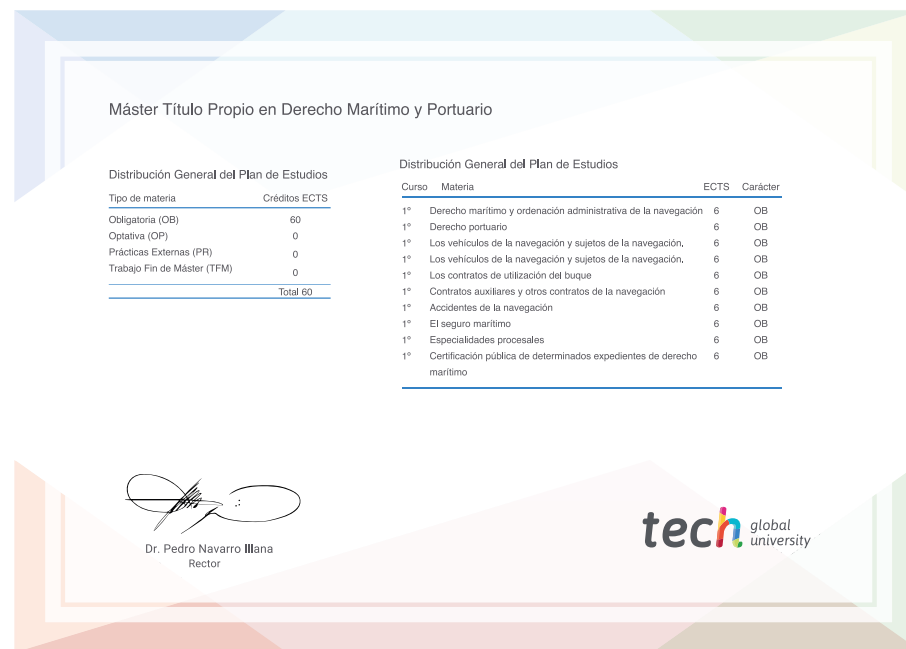 Máster Título Propio en Derecho Marítimo y Portuario
Distribución General del Plan de Estudios
Tipo de materia Créditos ECTS
Obligatoria (OB) 60
Optativa (OP) 0
Prácticas Externas (PR) 0
Trabajo Fin de Máster (TFM) 0
Total 60
Distribución General del Plan de Estudios
Curso Materia ECTS Carácter
1º Derecho marítimo y ordenación administrativa de la navegación 6 OB
1º Derecho portuario 6 OB
1º Los vehículos de la navegación y sujetos de la navegación, 6 OB
1º Los vehículos de la navegación y sujetos de la navegación, 6 OB
1º Los contratos de utilización del buque 6 OB
1º Contratos auxiliares y otros contratos de la navegación 6 OB
1º Accidentes de la navegación 6 OB
1º El seguro marítimo 6 OB
1º Especialidades procesales 6 OB
1º Certificación pública de determinados expedientes de derecho 6 OB
marítimo
Dr. Pedro Navarro Illana
Rector
tech global
university